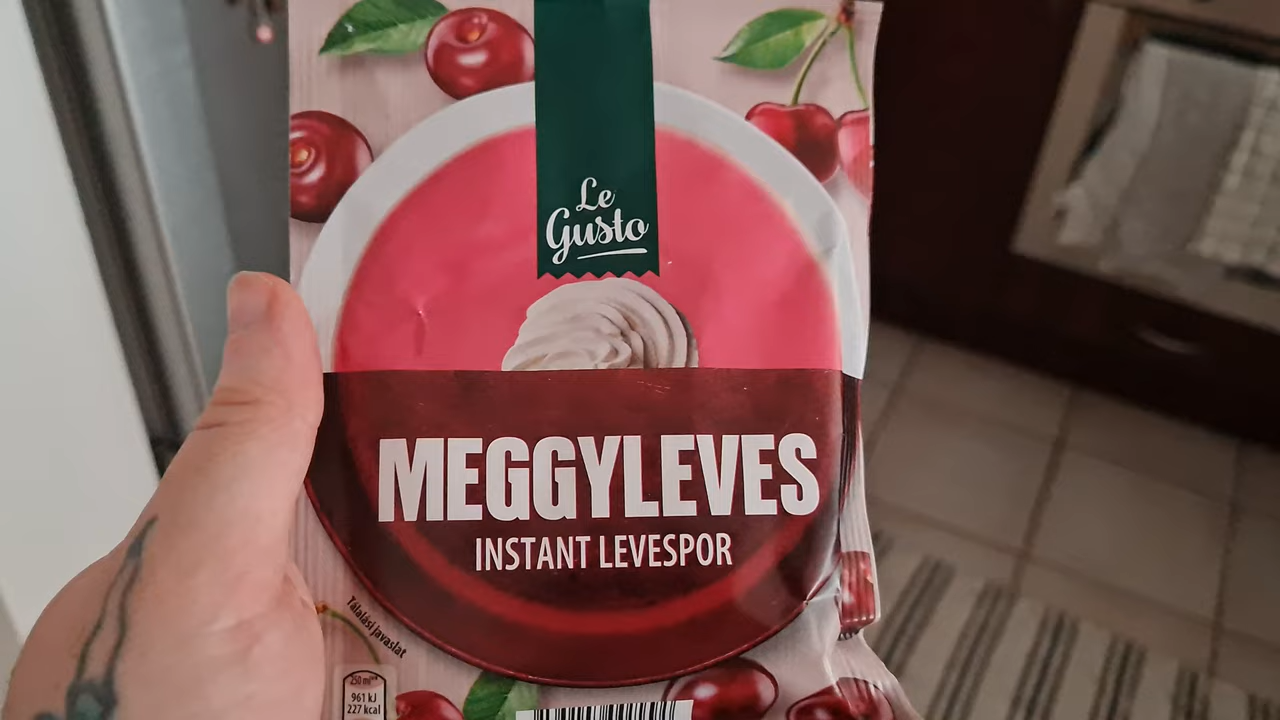 Le
Gusto
MEGGYLEVES
INSTANT LEVESPOR
Tálalási javaslat
250 ml**
961 kJ
227 kcal